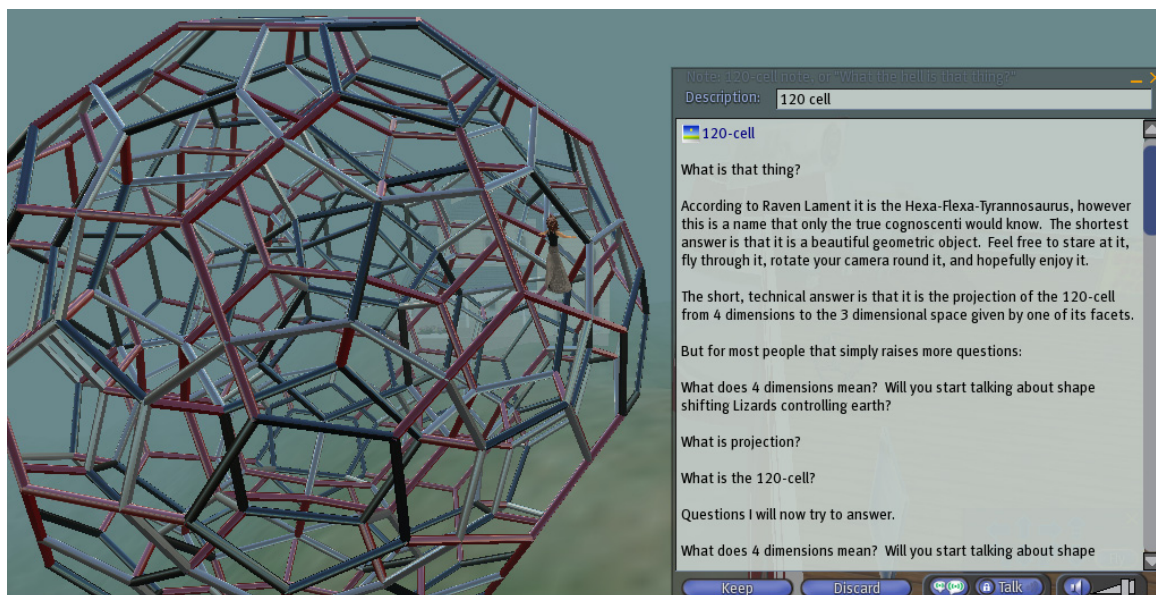 Note: 120-cell note, or "What the hell is that thing?"
Description: 120 cell
120-cell
What is that thing?
According to Raven Lament it is the Hexa-Flexa-Tyrannosaurus, however
this is a name that only the true cognoscenti would know.  The shortest
answer is that it is a beautiful geometric object.  Feel free to stare at it,
fly through it, rotate your camera round it, and hopefully enjoy it.
The short, technical answer is that it is the projection of the 120-cell
from 4 dimensions to the 3 dimensional space given by one of its facets.
But for most people that simply raises more questions:
What does 4 dimensions mean?  Will you start talking about shape
shifting Lizards controlling earth?
What is projection?
What is the 120-cell?
Questions I will now try to answer.
What does 4 dimensions mean?  Will you start talking about shape
Keep Discard Talk